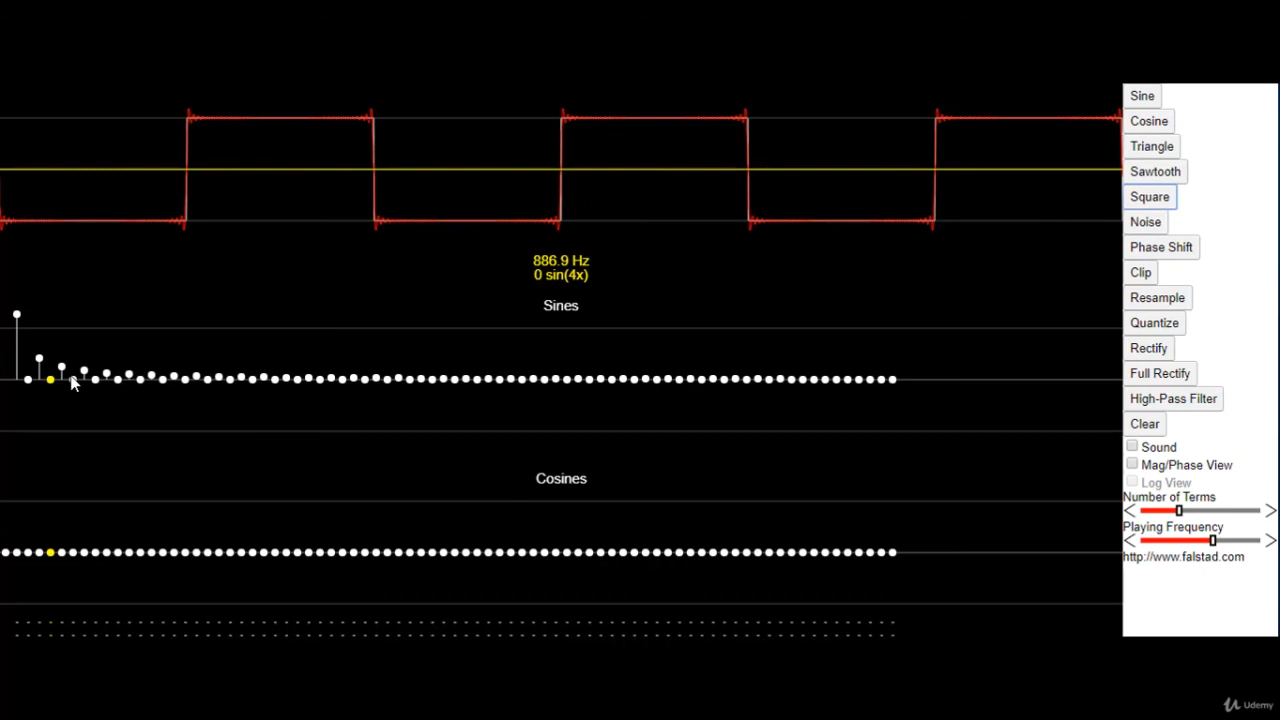 886.9 Hz
0 sin(4x)
Sines
Cosines
Sine
Cosine
Triangle
Sawtooth
Square
Noise
Phase Shift
Clip
Resample
Quantize
Rectify
Full Rectify
High-Pass Filter
Clear
Sound
Mag/Phase View
Log View
Number of Terms
Playing Frequency
http://www.falstad.com
Udemy